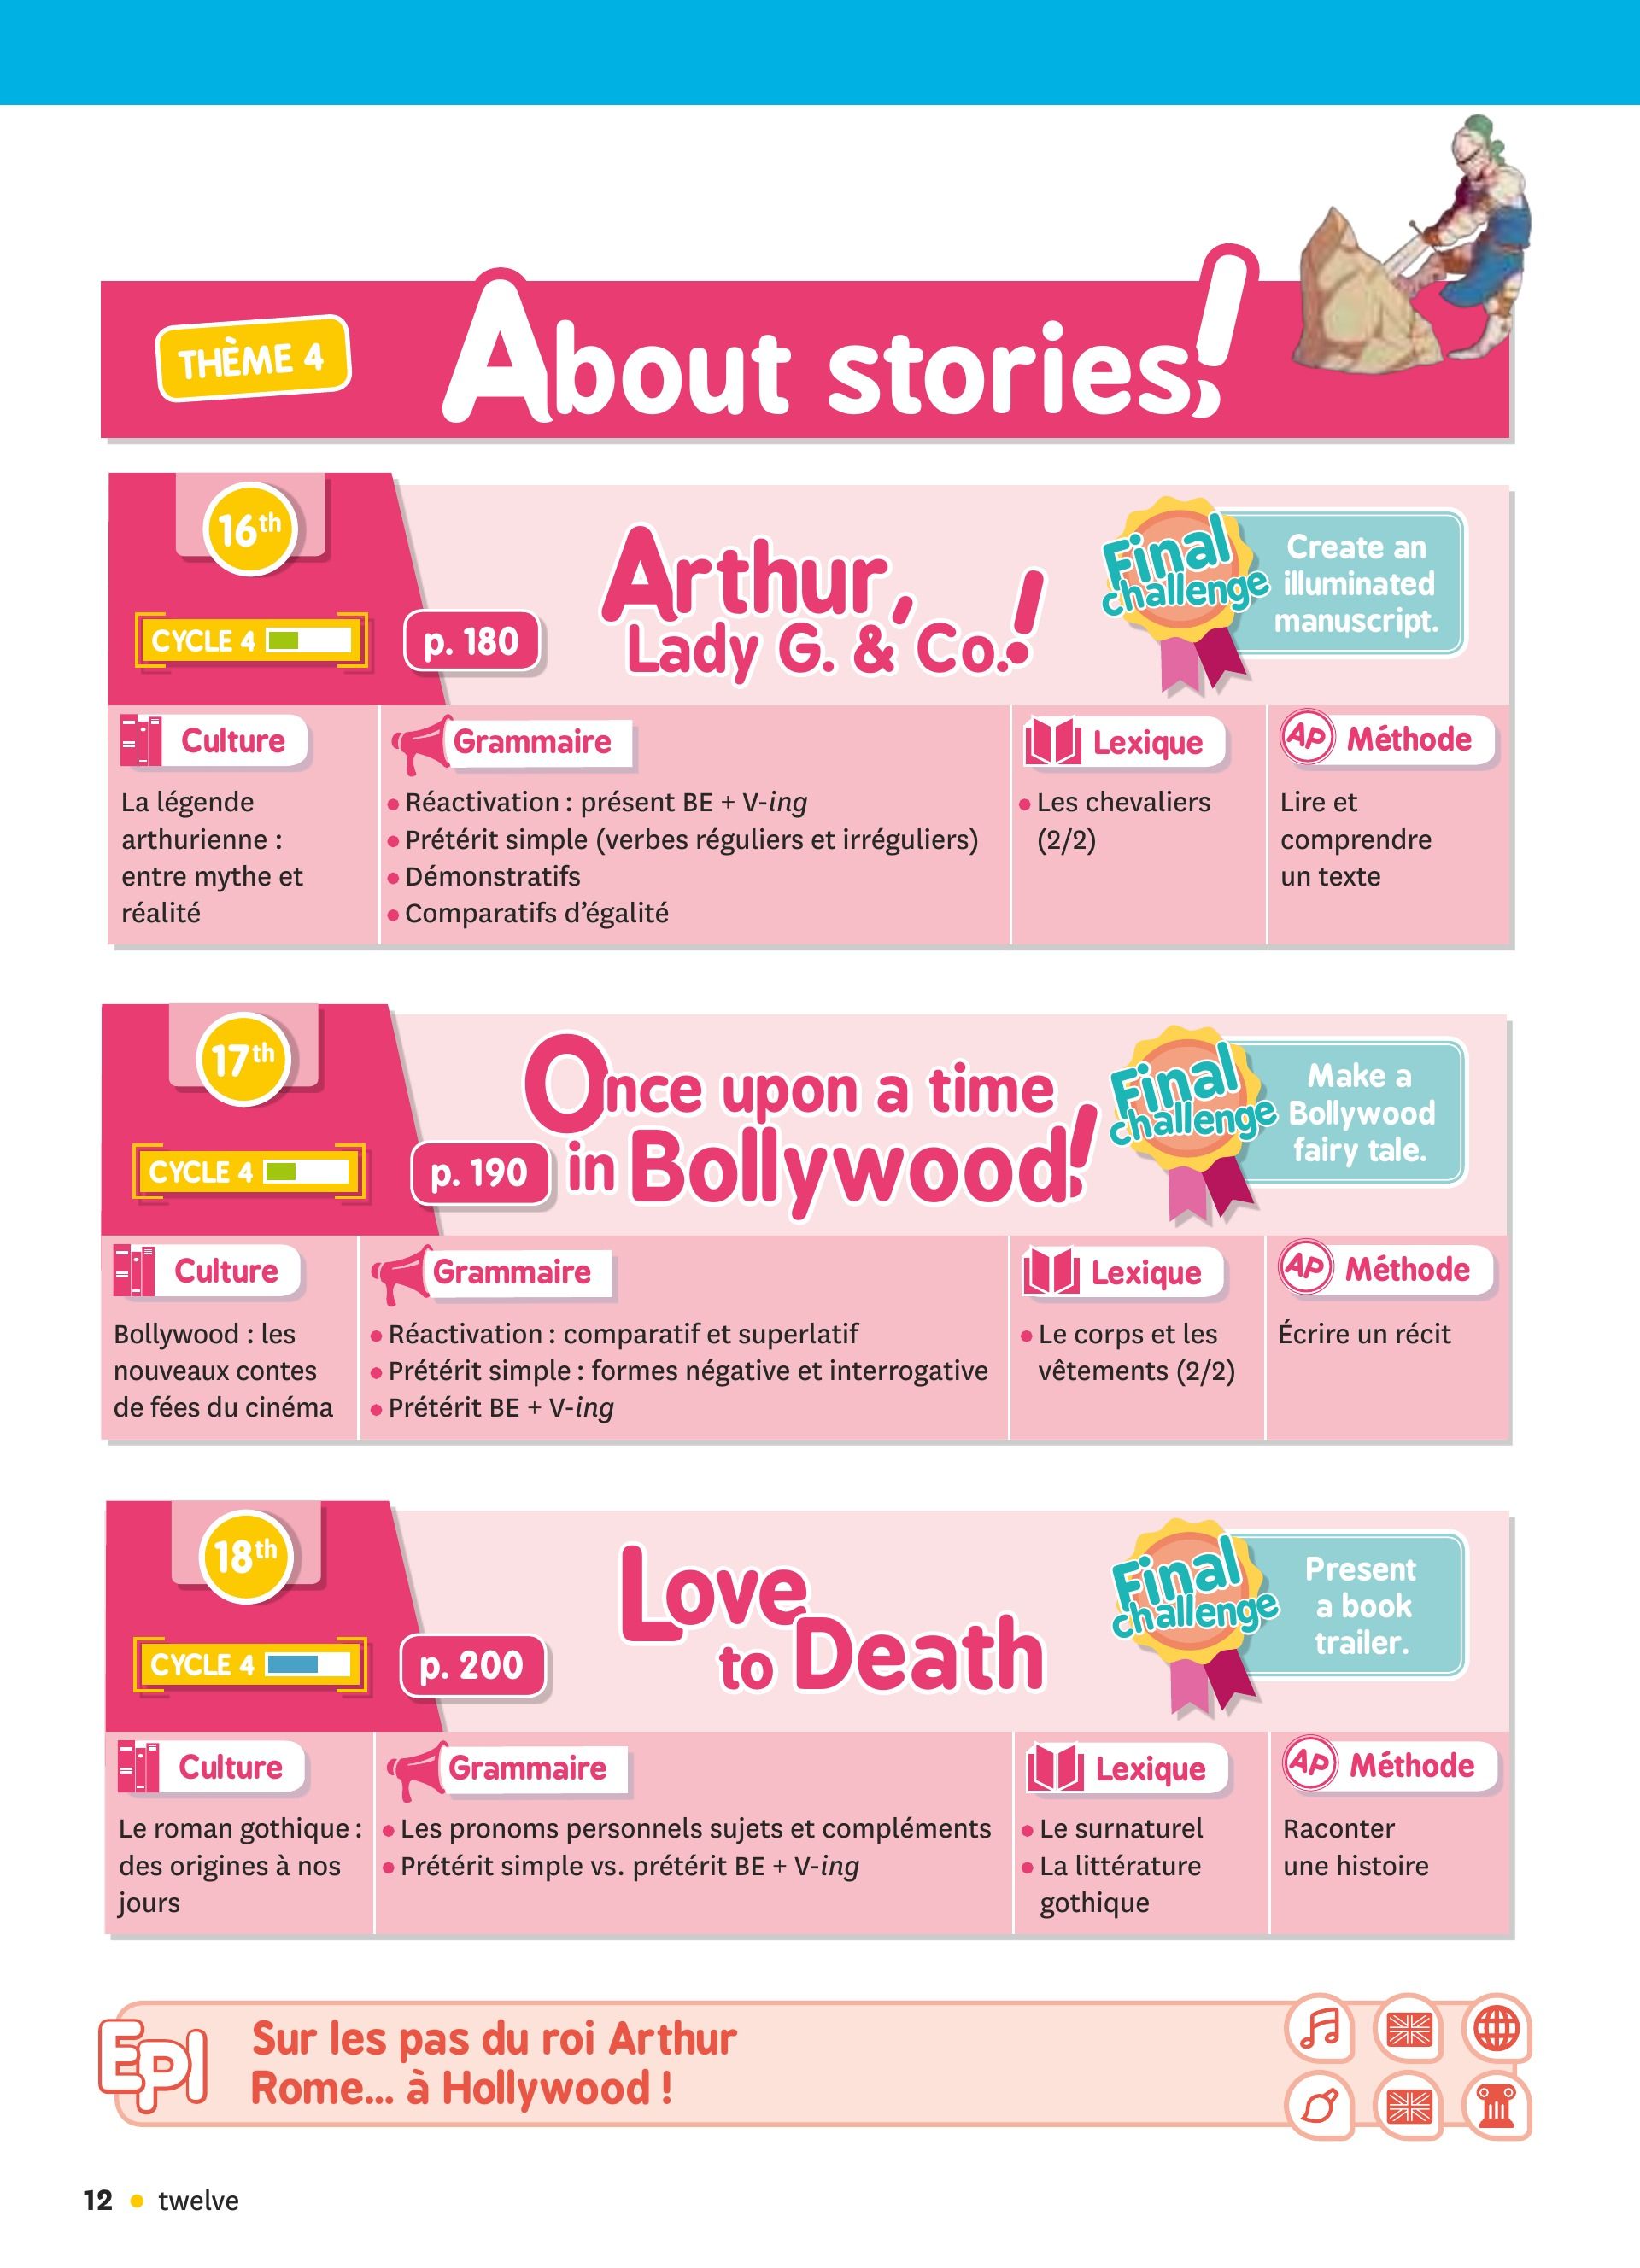 THÈME 4
About stories!
16th
CYCLE 4
p. 180
Arthur,
Lady G. & Co.!
Final
challenge
Create an
illuminated
manuscript.
Culture
La légende
arthurienne :
entre mythe et
réalité
Grammaire
• Réactivation : présent BE + V-ing
• Prétérit simple (verbes réguliers et irréguliers)
• Démonstratifs
• Comparatifs d’égalité
Lexique
• Les chevaliers
(2/2)
AP Méthode
Lire et
comprendre
un texte
17th
CYCLE 4
p. 190
Once upon a time
in Bollywood!
Final
challenge
Make a
Bollywood
fairy tale.
Culture
Bollywood : les
nouveaux contes
de fées du cinéma
Grammaire
• Réactivation : comparatif et superlatif
• Prétérit simple : formes négative et interrogative
• Prétérit BE + V-ing
Lexique
• Le corps et les
vêtements (2/2)
AP Méthode
Écrire un récit
18th
CYCLE 4
p. 200
Love
to Death
Final
challenge
Present
a book
trailer.
Culture
Le roman gothique :
des origines à nos
jours
Grammaire
• Les pronoms personnels sujets et compléments
• Prétérit simple vs. prétérit BE + V-ing
Lexique
• Le surnaturel
• La littérature
gothique
AP Méthode
Raconter
une histoire
EPI
Sur les pas du roi Arthur
Rome... à Hollywood !
12 • twelve